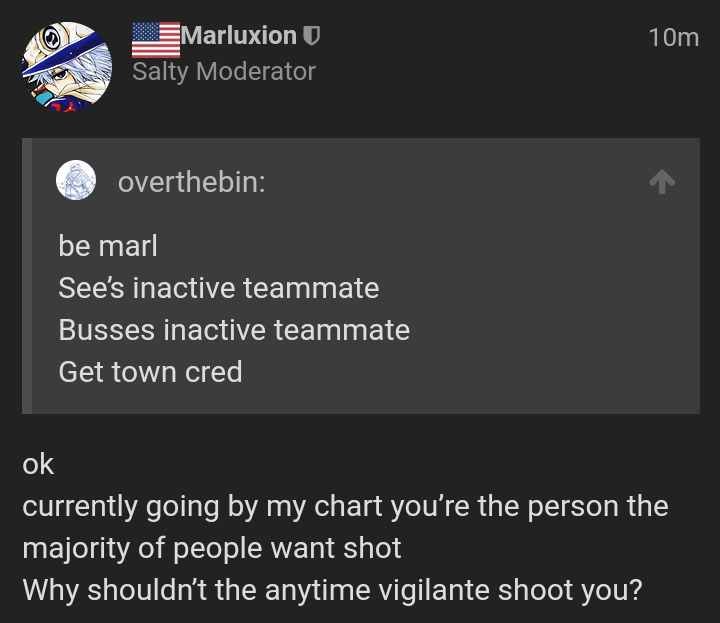 Marluxion
10m
Salty Moderator
overthebin:
be marl
See’s inactive teammate
Busses inactive teammate
Get town cred
ok
currently going by my chart you’re the person the
majority of people want shot
Why shouldn’t the anytime vigilante shoot you?